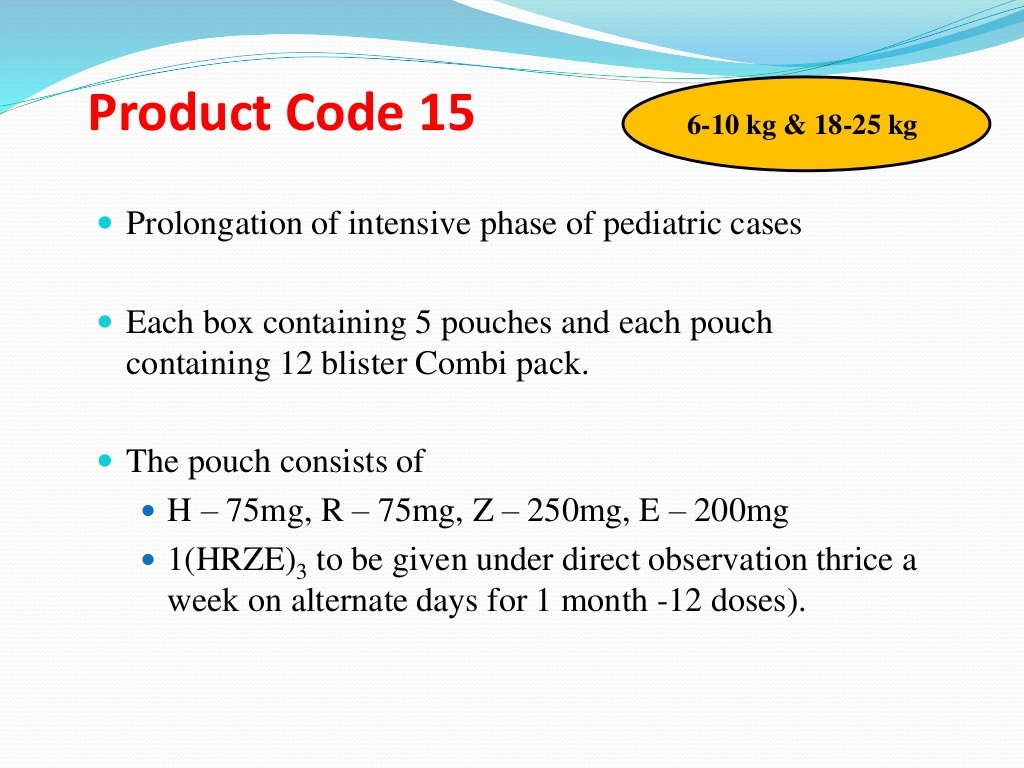 Product Code 15
6-10 kg & 18-25 kg
• Prolongation of intensive phase of pediatric cases
• Each box containing 5 pouches and each pouch
containing 12 blister Combi pack.
• The pouch consists of
• H – 75mg, R – 75mg, Z – 250mg, E – 200mg
• 1(HRZE)₃ to be given under direct observation thrice a
week on alternate days for 1 month -12 doses).